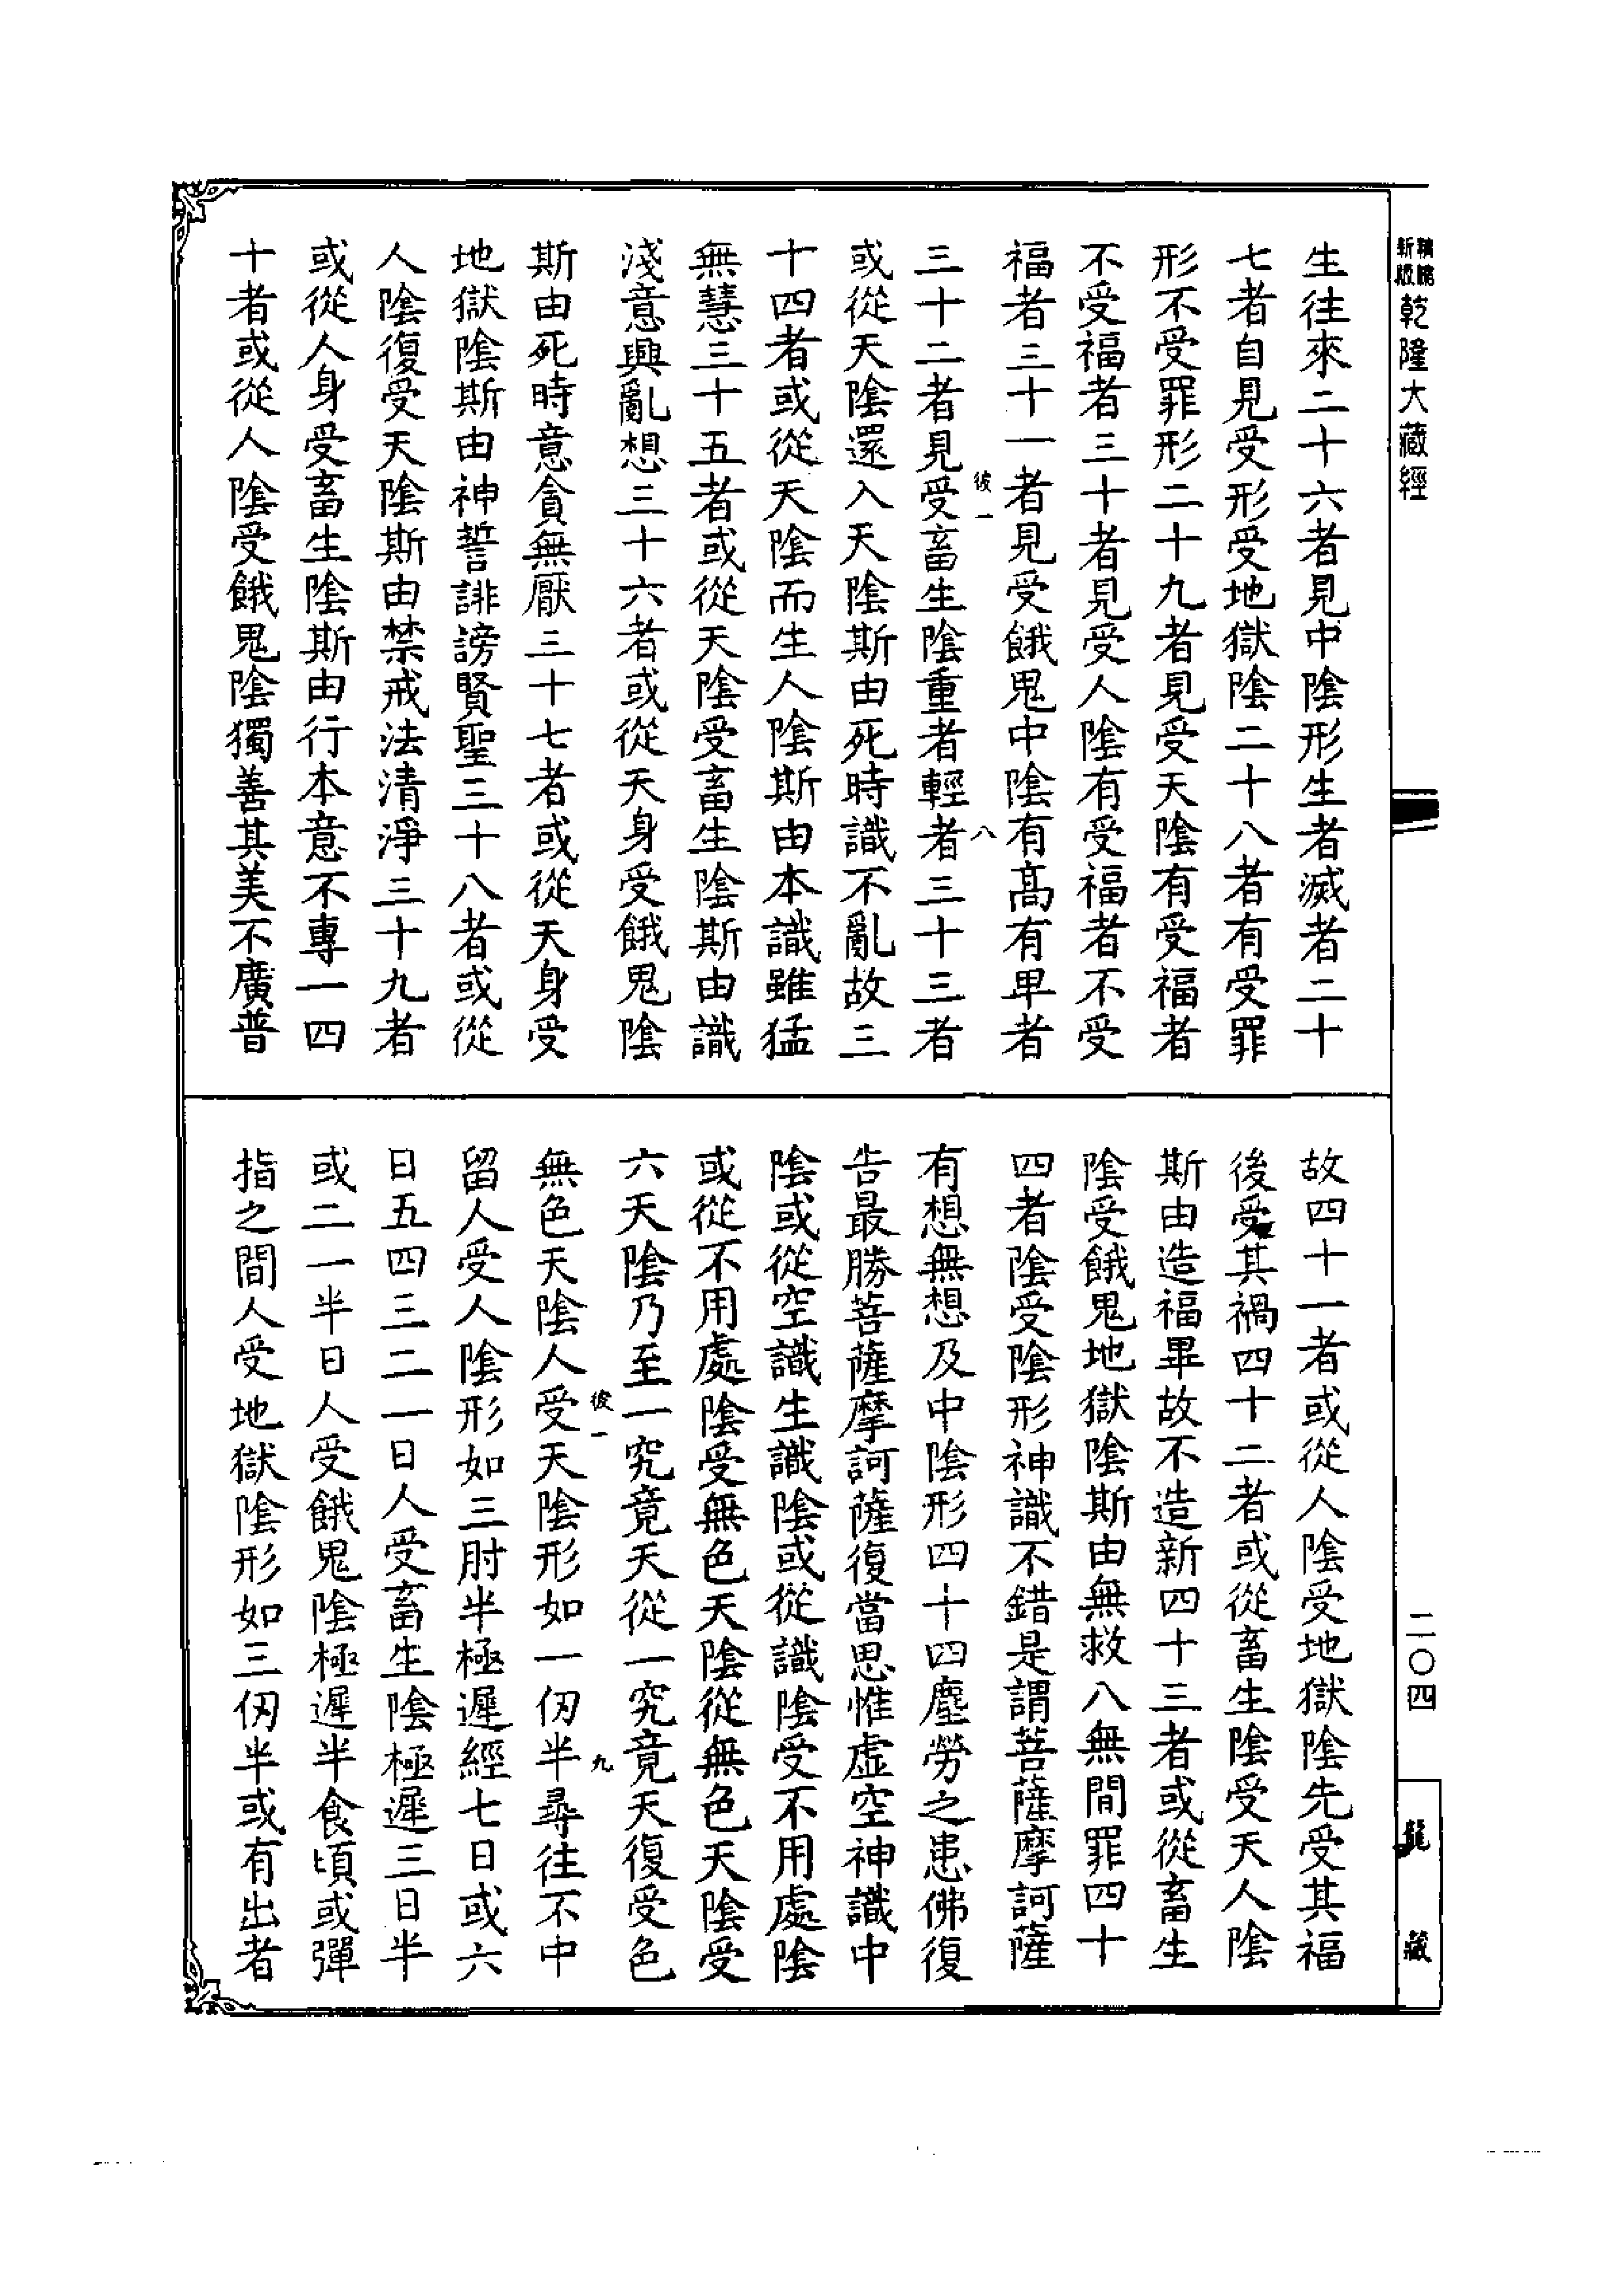 新版
乾隆大藏經
生往來二十六者見中陰形生者滅者二十
七者自見受形受地獄陰二十八者有受罪
形不受罪形二十九者見受天陰有受福者
不受福者三十者見受人陰有受福者不受
福者三十一者見受餓鬼中陰有高有早者
三十二者見受畜生陰重者輕者三十三者
彼一
八
或從天陰還入天陰斯由死時識不亂故三
十四者或從天陰而生人陰斯由本識雖猛
無慧三十五者或從天陰受畜生陰斯由識
淺意興亂想三十六者或從天身受餓鬼陰
斯由死時意貪無厭三十七者或從天身受
地獄陰斯由神誓誹謗賢聖三十八者或從
人陰復受天陰斯由禁戒法清淨三十九者
或從人身受畜生陰斯由行本意不專一四
十者或從人陰受餓鬼陰獨善其美不廣普
故四十一者或從人陰受地獄陰先受其福
後受其禍四十二者或從畜生陰受天人陰
斯由造福畢故不造新四十三者或從畜生
陰受餓鬼地獄陰斯由無救八無間罪四十
四者陰受陰形神識不錯是謂菩薩摩訶薩
有想無想及中陰形四十四塵勞之患佛復
告最勝菩薩摩訶薩復當思惟虛空神識中
陰或從空識生識陰或從識陰受不用處陰
或從不用處陰受無色天陰從無色天陰受
六天陰乃至一究竟天從一究竟天復受色
彼一
九
無色天陰人受天陰形如一仞半尋往不中
留人受人陰形如三肘半極遲經七日或六
日五四三二一日人受畜生陰極遲三日半
或二一半日人受餓鬼陰極遲半食頃或彈
指之間人受地獄陰形如三仞半或有出者
二〇四
龍藏